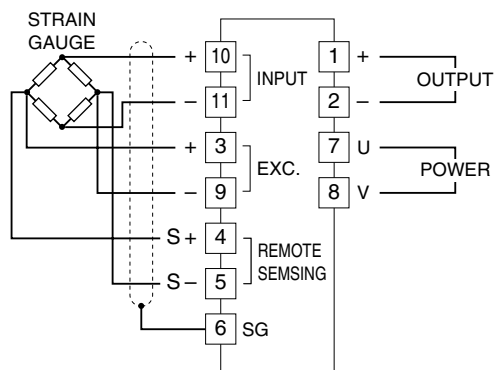 STRAIN
GAUGE
+ 10
− 11
INPUT
+ 3
− 9
EXC.
S + 4
S − 5
REMOTE
SEMSING
6 SG
1 +
2 −
OUTPUT
7 U
8 V
POWER